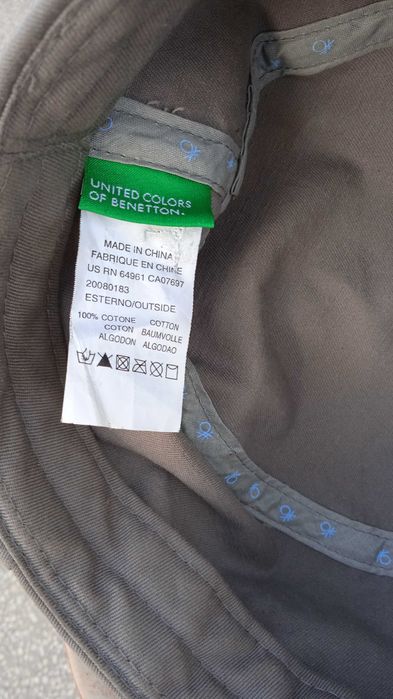 UNITED COLORS
OF BENETTON.
MADE IN CHINA
FABRIQUE EN CHINE
US RN 64961 CA07697
20080183
ESTERNO/OUTSIDE
100% COTONE COTTON
COTON BAUMVOLLE
ALGODON ALGODAO